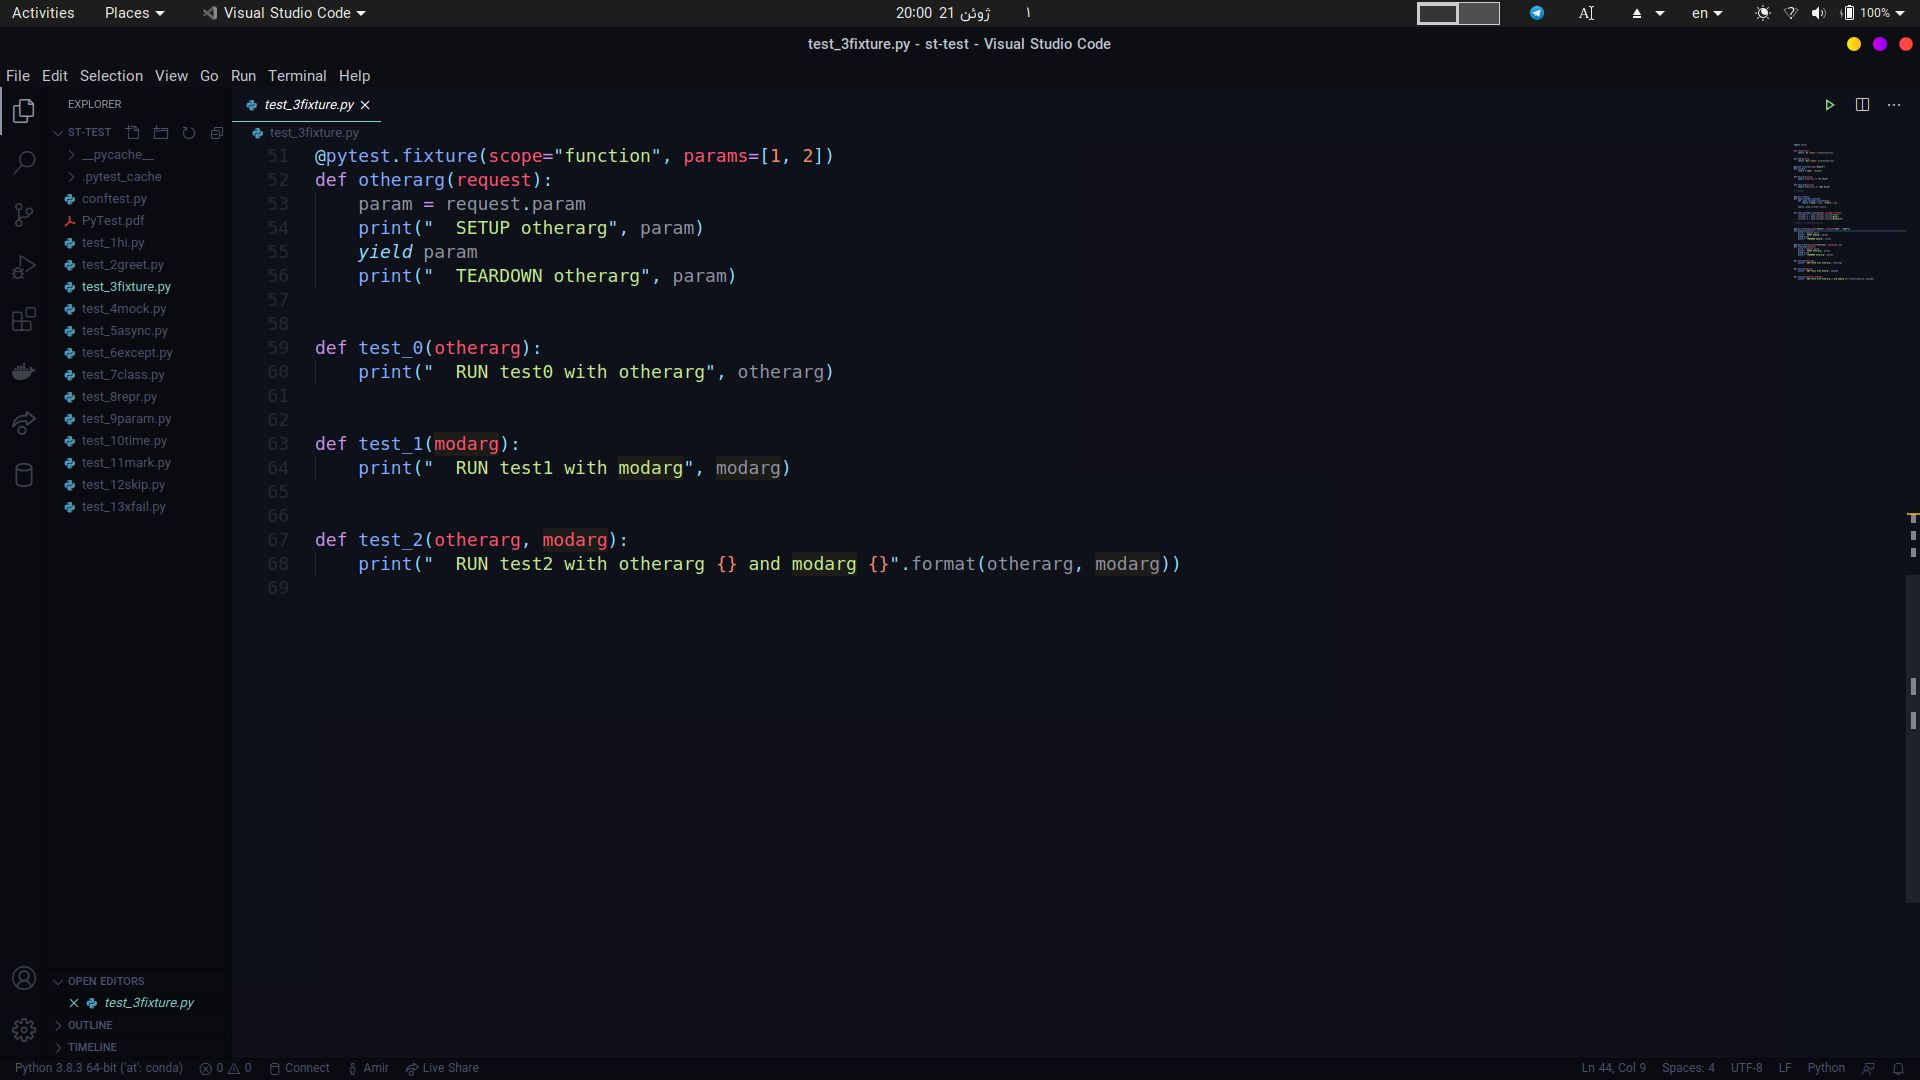 Activities Places Visual Studio Code 20:00 21 ژوئن ۱ en 100%
test_3fixture.py - st-test - Visual Studio Code
File Edit Selection View Go Run Terminal Help
EXPLORER
ST-TEST
__pycache__
.pytest_cache
conftest.py
PyTest.pdf
test_1hi.py
test_2greet.py
test_3fixture.py
test_4mock.py
test_5async.py
test_6except.py
test_7class.py
test_8repr.py
test_9param.py
test_10time.py
test_11mark.py
test_12skip.py
test_13xfail.py
OPEN EDITORS
test_3fixture.py
OUTLINE
TIMELINE
test_3fixture.py
test_3fixture.py
51 @pytest.fixture(scope="function", params=[1, 2])
52 def otherarg(request):
53     param = request.param
54     print("  SETUP otherarg", param)
55     yield param
56     print("  TEARDOWN otherarg", param)
57
58
59 def test_0(otherarg):
60     print("  RUN test0 with otherarg", otherarg)
61
62
63 def test_1(modarg):
64     print("  RUN test1 with modarg", modarg)
65
66
67 def test_2(otherarg, modarg):
68     print("  RUN test2 with otherarg {} and modarg {}".format(otherarg, modarg))
69
Python 3.8.3 64-bit ('at': conda) 0 0 Connect Amir Live Share Ln 44, Col 9 Spaces: 4 UTF-8 LF Python